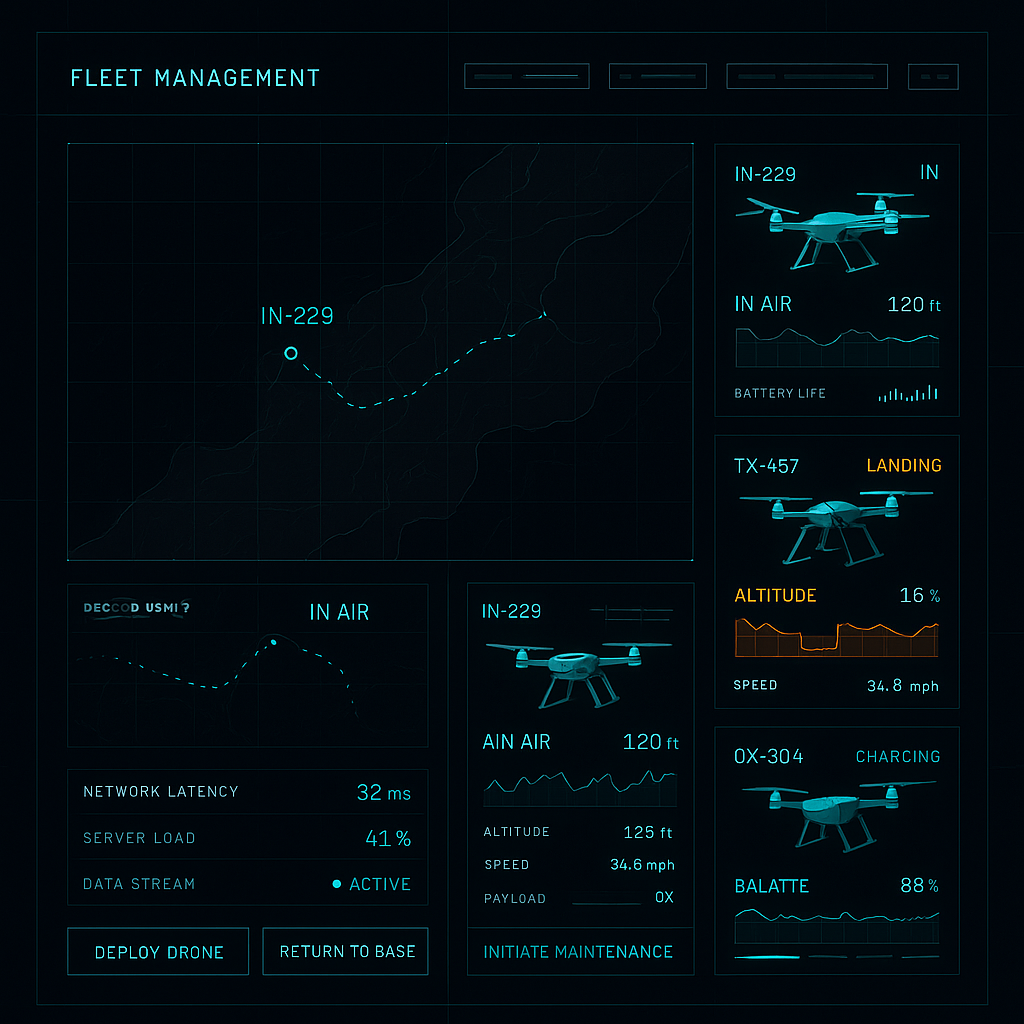 FLEET MANAGEMENT
IN-229
IN-229 IN
IN AIR 120 ft
BATTERY LIFE
TX-457 LANDING
ALTITUDE 16 %
SPEED 34.8 mph
OX-304 CHARCING
BALATTE 88 %
IN AIR
NETWORK LATENCY 32 ms
SERVER LOAD 41 %
DATA STREAM ACTIVE
DEPLOY DRONE RETURN TO BASE
IN-229
AIN AIR 120 ft
ALTITUDE 125 ft
SPEED 34.6 mph
PAYLOAD 0X
INITIATE MAINTENANCE